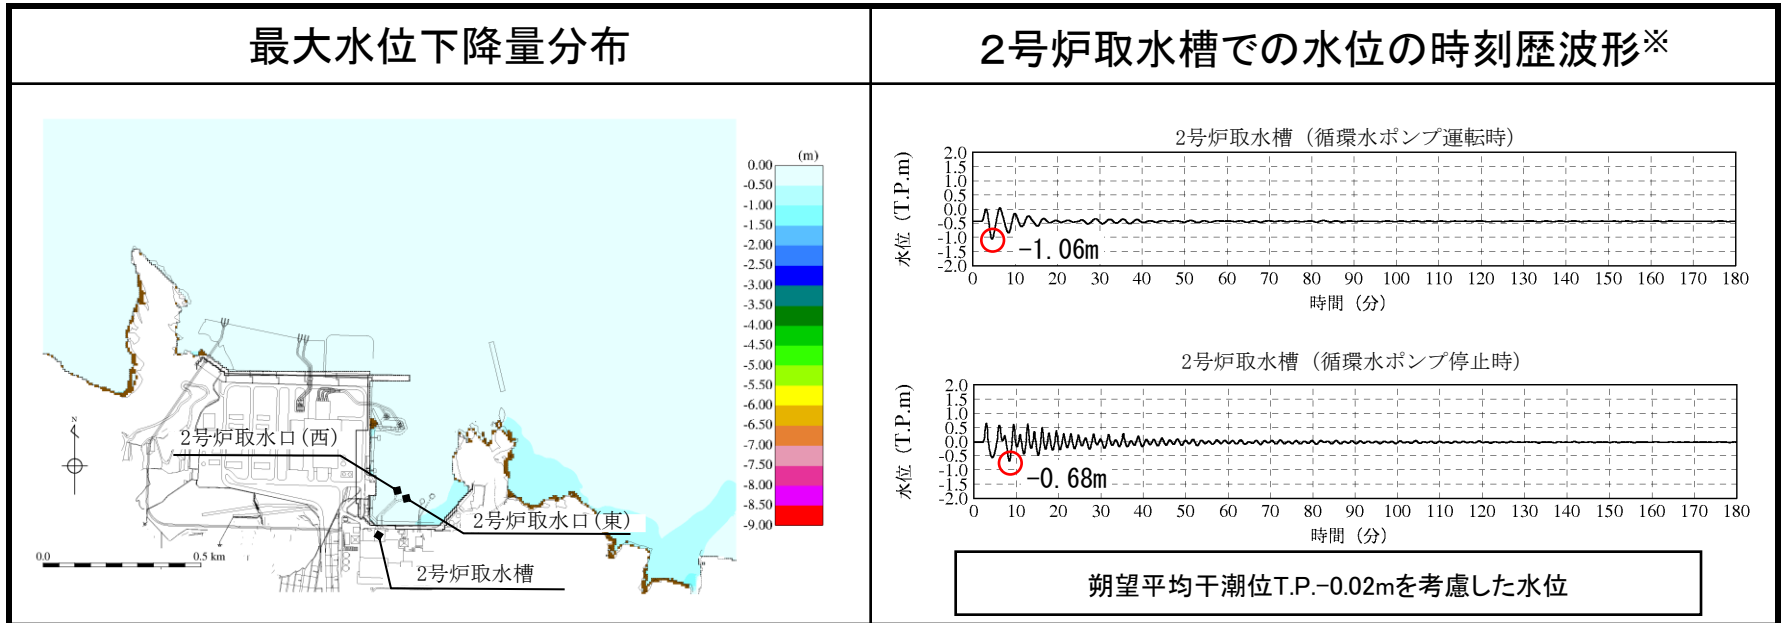 最大水位下降量分布
2号炉取水槽での水位の時刻歴波形※
(m)
0.00
-0.50
-1.00
-1.50
-2.00
-2.50
-3.00
-3.50
-4.00
-4.50
-5.00
-5.50
-6.00
-6.50
-7.00
-7.50
-8.00
-8.50
-9.00
N
2号炉取水口(西)
2号炉取水口(東)
2号炉取水槽
0.0
0.5 km
2号炉取水槽（循環水ポンプ運転時）
水位（T.P.m）
2.0
1.5
1.0
0.5
0.0
-0.5
-1.0
-1.5
-2.0
-1.06m
0 10 20 30 40 50 60 70 80 90 100 110 120 130 140 150 160 170 180
時間（分）
2号炉取水槽（循環水ポンプ停止時）
水位（T.P.m）
2.0
1.5
1.0
0.5
0.0
-0.5
-1.0
-1.5
-2.0
-0.68m
0 10 20 30 40 50 60 70 80 90 100 110 120 130 140 150 160 170 180
時間（分）
朔望平均干潮位T.P.-0.02mを考慮した水位